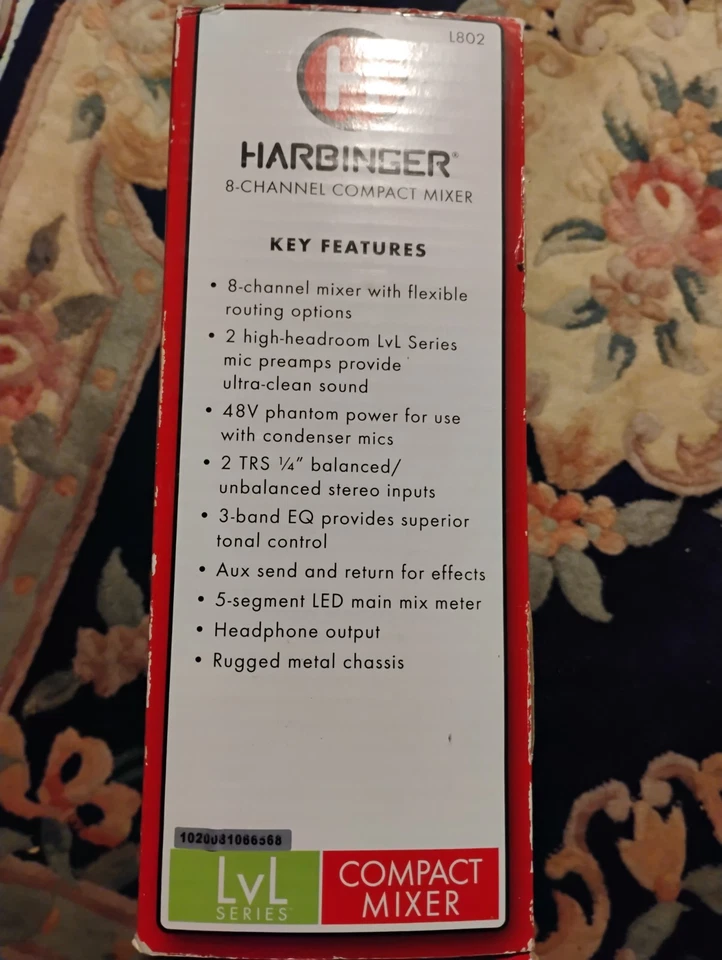 L802
H
HARBINGER®
8-CHANNEL COMPACT MIXER
KEY FEATURES
• 8-channel mixer with flexible
routing options
• 2 high-headroom LvL Series
mic preamps provide
ultra-clean sound
• 48V phantom power for use
with condenser mics
• 2 TRS ¼" balanced/
unbalanced stereo inputs
• 3-band EQ provides superior
tonal control
• Aux send and return for effects
• 5-segment LED main mix meter
• Headphone output
• Rugged metal chassis
LvL
SERIES™
COMPACT
MIXER